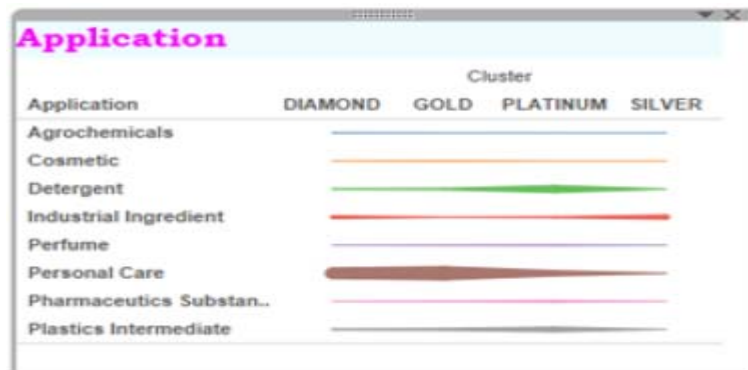 Application
Cluster
Application DIAMOND GOLD PLATINUM SILVER
Agrochemicals
Cosmetic
Detergent
Industrial Ingredient
Perfume
Personal Care
Pharmaceutics Substan..
Plastics Intermediate